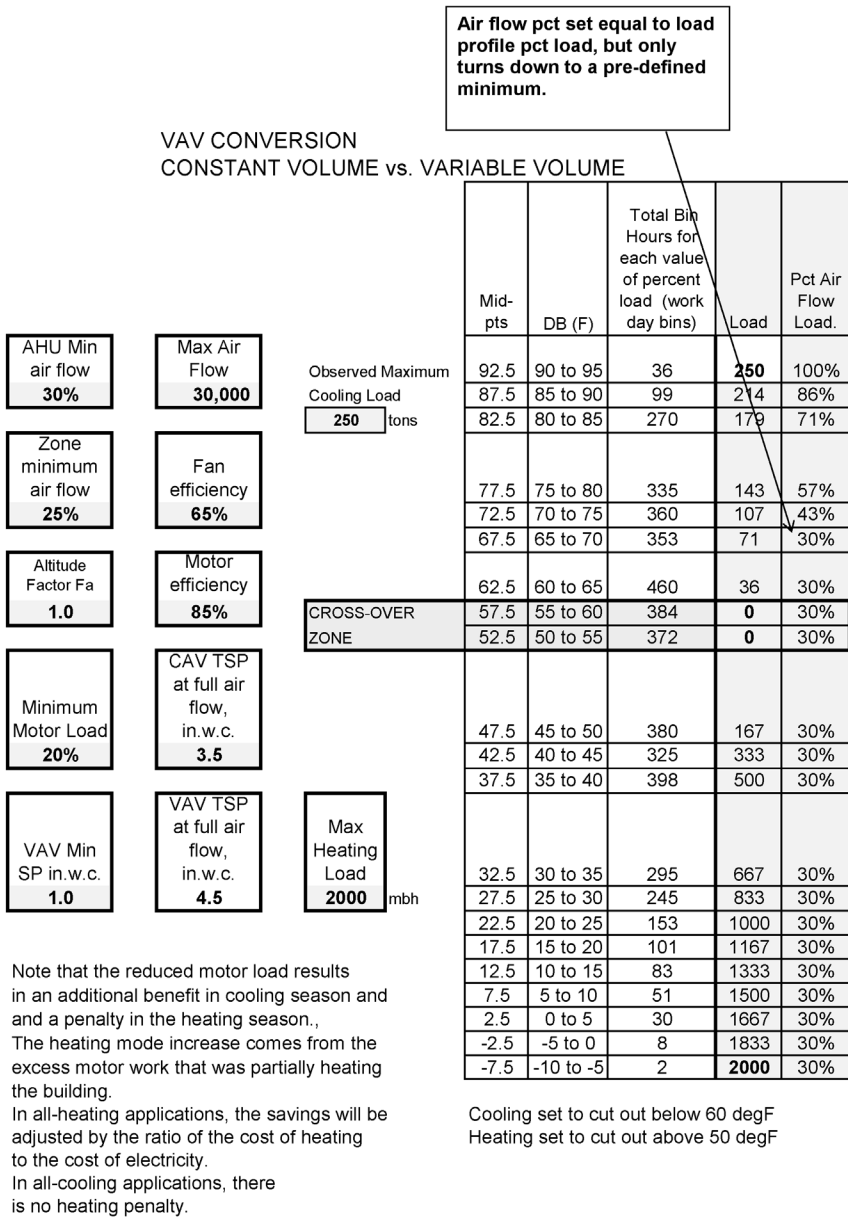 Air flow pct set equal to load
profile pct load, but only
turns down to a pre-defined
minimum.
VAV CONVERSION
CONSTANT VOLUME vs. VARIABLE VOLUME
Mid-
pts
DB (F)
Total Bin
Hours for
each value
of percent
load (work
day bins)
Load
Pct Air
Flow
Load.
AHU Min
air flow
30%
Max Air
Flow
30,000
Zone
minimum
air flow
25%
Fan
efficiency
65%
Altitude
Factor Fa
1.0
Motor
efficiency
85%
Minimum
Motor Load
20%
CAV TSP
at full air
flow,
in.w.c.
3.5
VAV Min
SP in.w.c.
1.0
VAV TSP
at full air
flow,
in.w.c.
4.5
Max
Heating
Load
2000 mbh
Observed Maximum
Cooling Load
250 tons
92.5 90 to 95 36 250 100%
87.5 85 to 90 99 214 86%
82.5 80 to 85 270 179 71%
77.5 75 to 80 335 143 57%
72.5 70 to 75 360 107 43%
67.5 65 to 70 353 71 30%
62.5 60 to 65 460 36 30%
CROSS-OVER 57.5 55 to 60 384 0 30%
ZONE 52.5 50 to 55 372 0 30%
47.5 45 to 50 380 167 30%
42.5 40 to 45 325 333 30%
37.5 35 to 40 398 500 30%
32.5 30 to 35 295 667 30%
27.5 25 to 30 245 833 30%
22.5 20 to 25 153 1000 30%
17.5 15 to 20 101 1167 30%
12.5 10 to 15 83 1333 30%
7.5 5 to 10 51 1500 30%
2.5 0 to 5 30 1667 30%
-2.5 -5 to 0 8 1833 30%
-7.5 -10 to -5 2 2000 30%
Note that the reduced motor load results
in an additional benefit in cooling season and
and a penalty in the heating season.,
The heating mode increase comes from the
excess motor work that was partially heating
the building.
In all-heating applications, the savings will be
adjusted by the ratio of the cost of heating
to the cost of electricity.
In all-cooling applications, there
is no heating penalty.
Cooling set to cut out below 60 degF
Heating set to cut out above 50 degF